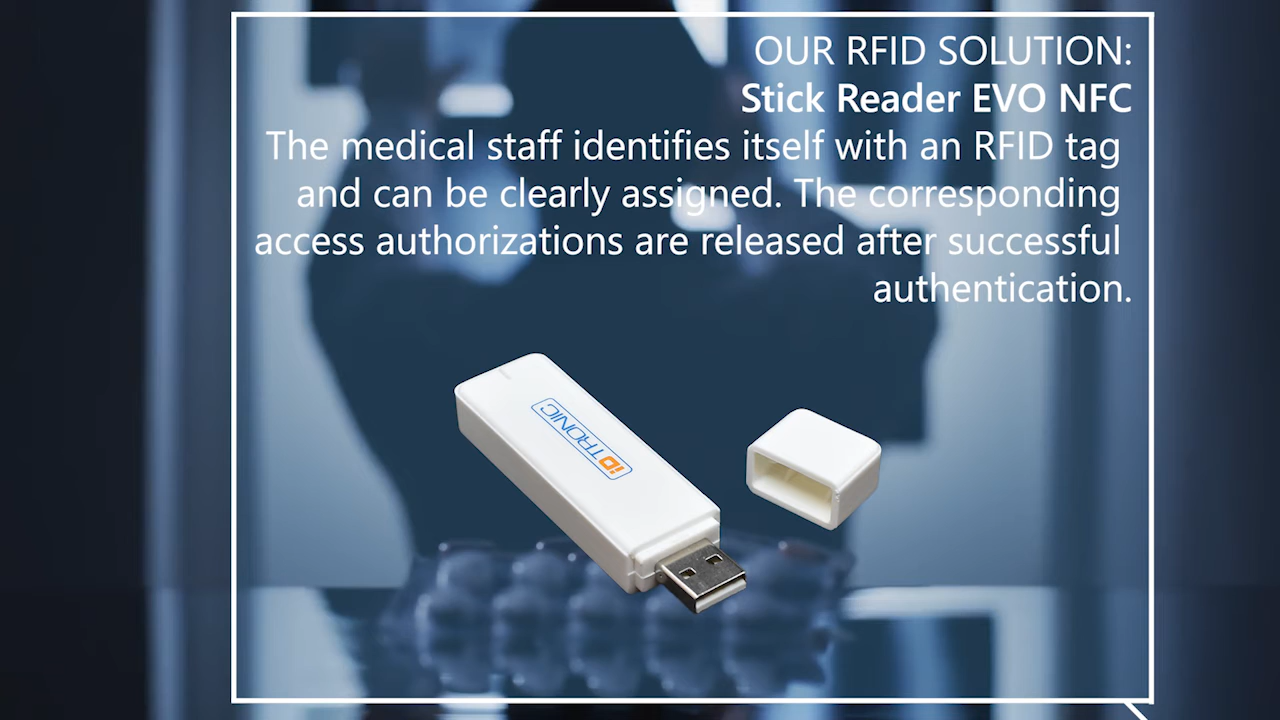 OUR RFID SOLUTION:
Stick Reader EVO NFC
The medical staff identifies itself with an RFID tag
and can be clearly assigned. The corresponding
access authorizations are released after successful
authentication.
iDTRONIC